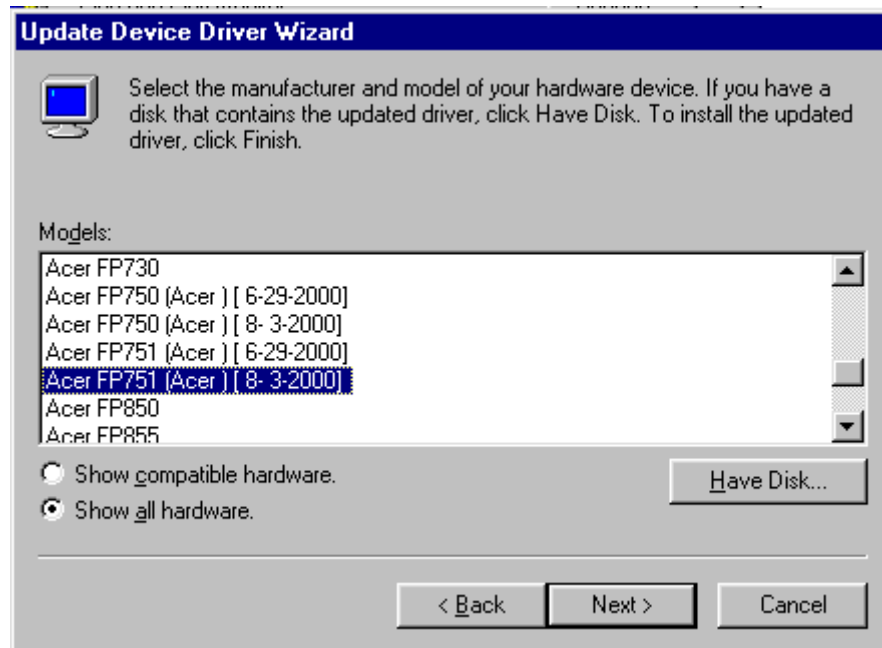 Update Device Driver Wizard
Select the manufacturer and model of your hardware device. If you have a
disk that contains the updated driver, click Have Disk. To install the updated
driver, click Finish.
Models:
Acer FP730
Acer FP750 (Acer ) [ 6-29-2000]
Acer FP750 (Acer ) [ 8- 3-2000]
Acer FP751 (Acer ) [ 6-29-2000]
Acer FP751 (Acer ) [ 8- 3-2000]
Acer FP850
Acer FP855
Show compatible hardware.
Have Disk...
Show all hardware.
< Back
Next >
Cancel